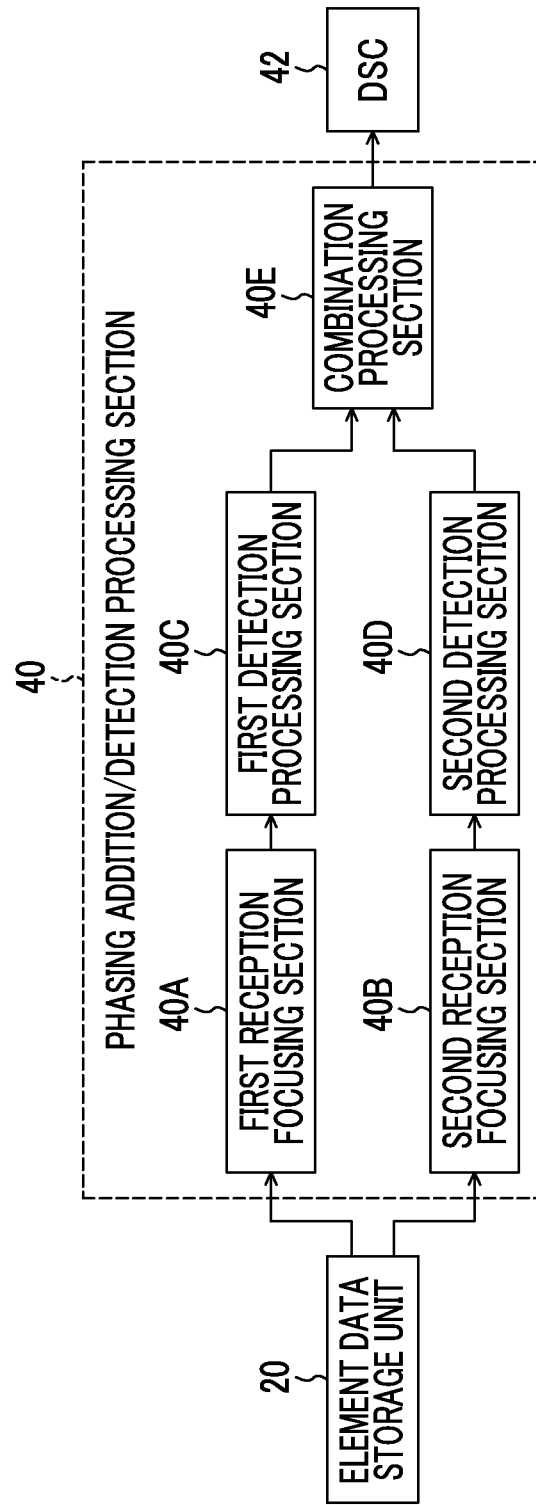 40
PHASING ADDITION/DETECTION PROCESSING SECTION
20
ELEMENT DATA
STORAGE UNIT
40A
FIRST RECEPTION
FOCUSING SECTION
40C
FIRST DETECTION
PROCESSING SECTION
40B
SECOND RECEPTION
FOCUSING SECTION
40D
SECOND DETECTION
PROCESSING SECTION
40E
COMBINATION
PROCESSING
SECTION
42
DSC